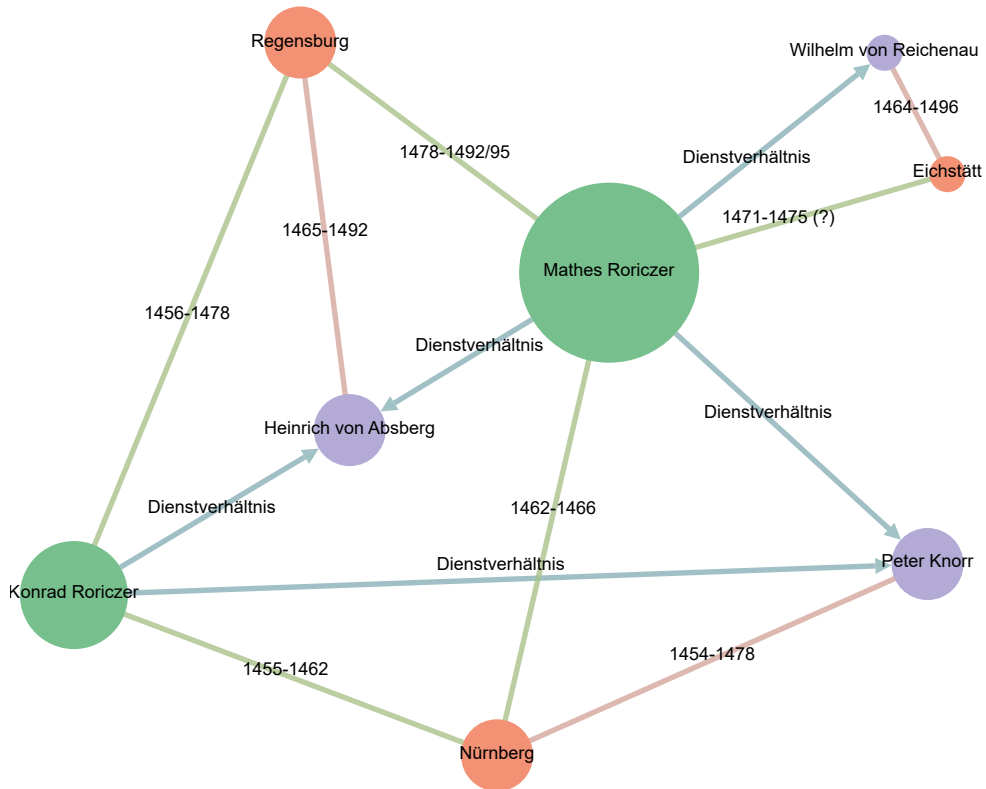 Regensburg
Wilhelm von Reichenau
1464-1496
1478-1492/95
Dienstverhältnis
Eichstätt
1471-1475 (?)
1465-1492
Mathes Roriczer
1456-1478
Dienstverhältnis
Dienstverhältnis
Heinrich von Absberg
Dienstverhältnis
1462-1466
Dienstverhältnis
Peter Knorr
Konrad Roriczer
1454-1478
1455-1462
Nürnberg